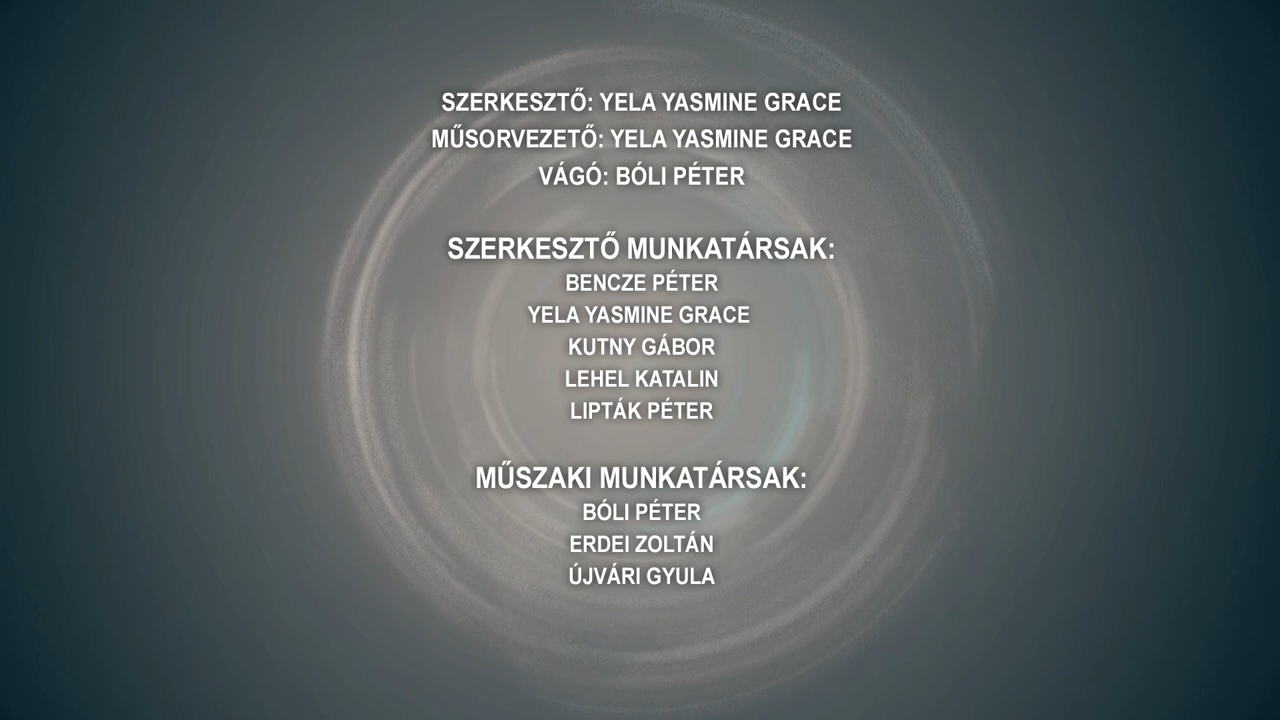 SZERKESZTŐ: YELA YASMINE GRACE
MŰSORVEZETŐ: YELA YASMINE GRACE
VÁGÓ: BÓLI PÉTER
SZERKESZTŐ MUNKATÁRSAK:
BENCZE PÉTER
YELA YASMINE GRACE
KUTNY GÁBOR
LEHEL KATALIN
LIPTÁK PÉTER
MŰSZAKI MUNKATÁRSAK:
BÓLI PÉTER
ERDEI ZOLTÁN
ÚJVÁRI GYULA